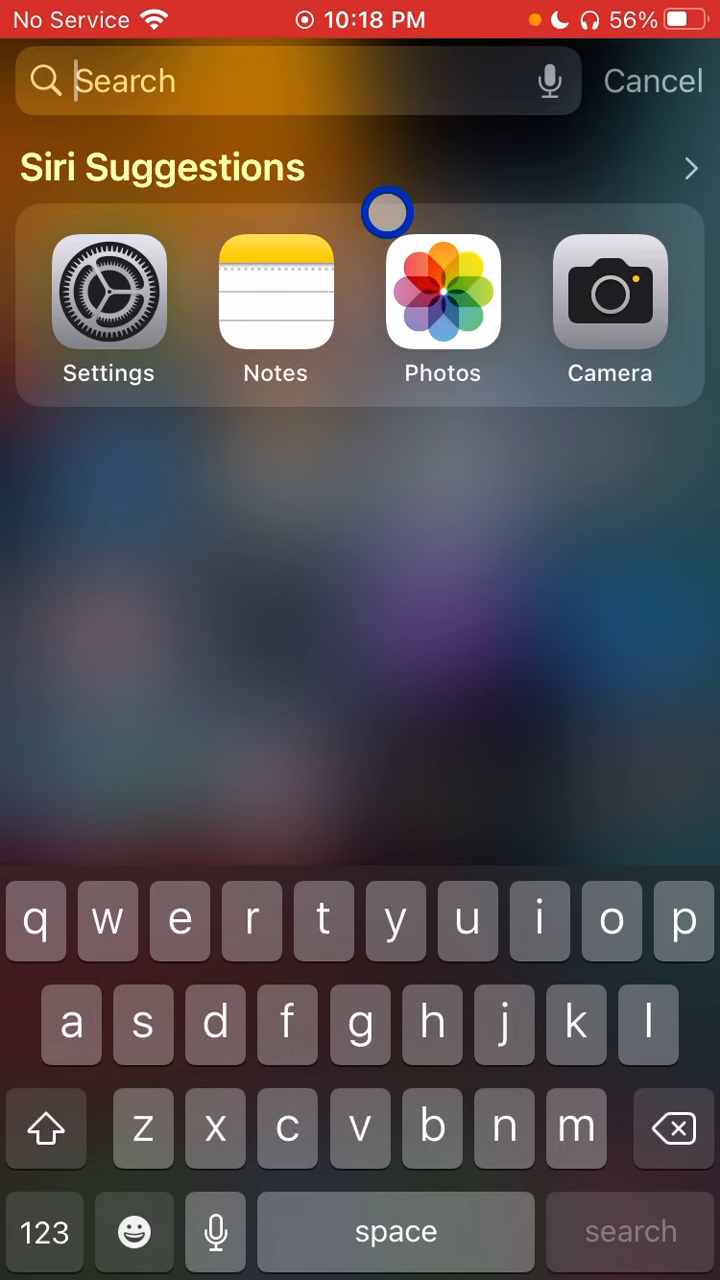 No Service 10:18 PM 56%
Search Cancel
Siri Suggestions
Settings Notes Photos Camera
q w e r t y u i o p
a s d f g h j k l
z x c v b n m
123 space search